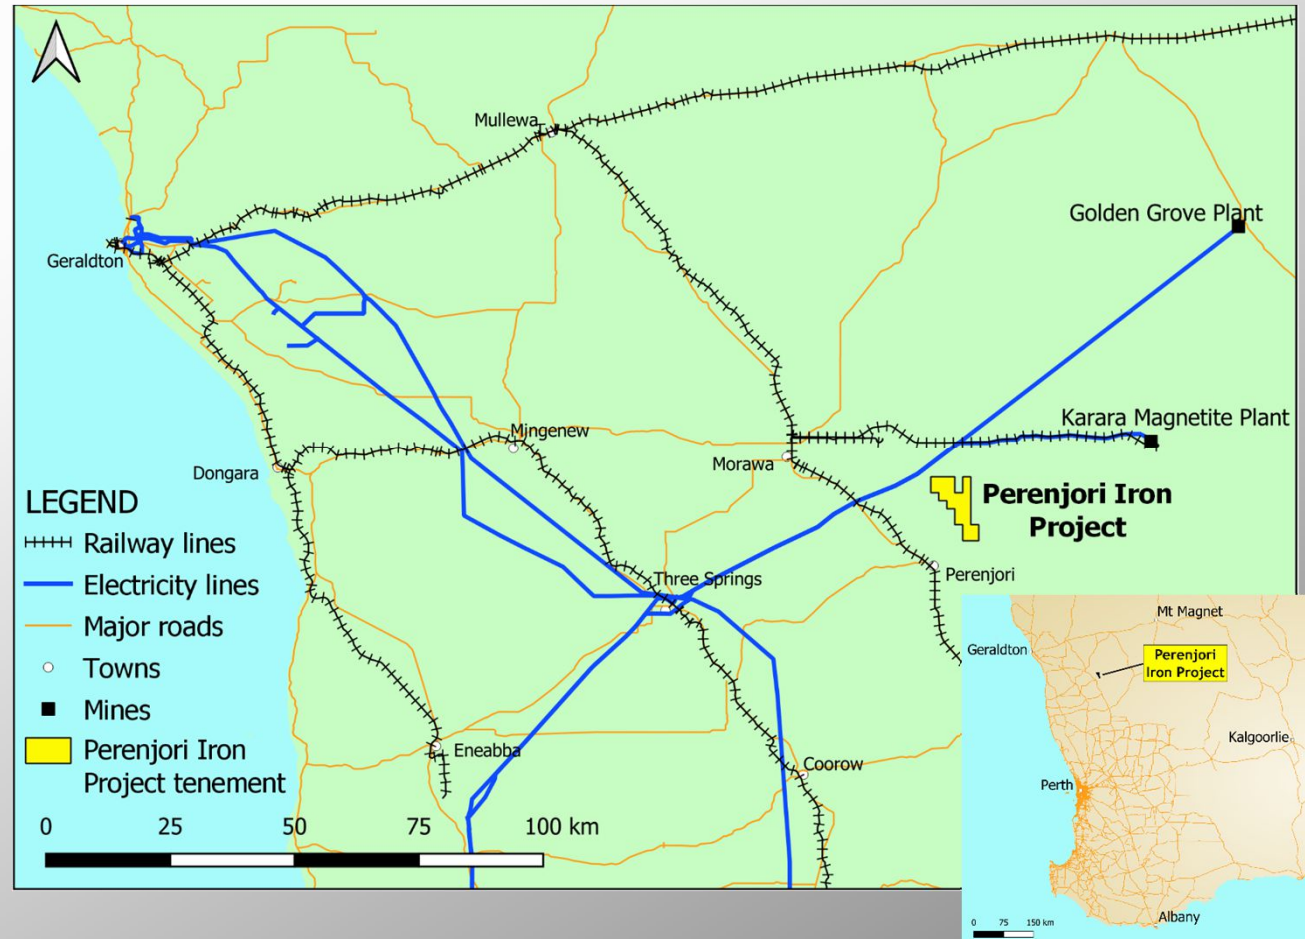 Mullewa
Golden Grove Plant
Geraldton
Karara Magnetite Plant
Mingenew
Morawa
Dongara
Perenjori Iron
Project
LEGEND
Railway lines
Electricity lines
Major roads
Towns
Mines
Perenjori Iron
Project tenement
0 25 50 75 100 km
Three Springs
Perenjori
Eneabba
Coorow
Mt Magnet
Geraldton
Perenjori
Iron Project
Kalgoorlie
Perth
Albany
0 75 150 km